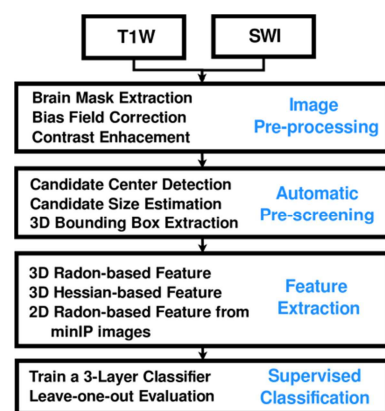 T1W
SWI
Brain Mask Extraction
Bias Field Correction
Contrast Enhacement
Image
Pre-processing
Candidate Center Detection
Candidate Size Estimation
3D Bounding Box Extraction
Automatic
Pre-screening
3D Radon-based Feature
3D Hessian-based Feature
2D Radon-based Feature from
minIP images
Feature
Extraction
Train a 3-Layer Classifier
Leave-one-out Evaluation
Supervised
Classification